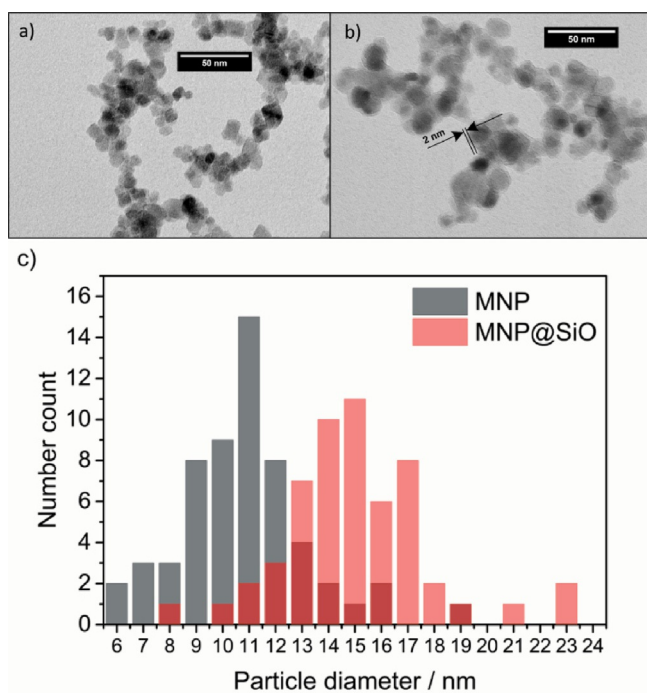 a)
50 nm
b)
50 nm
2 nm
c)
16
14
12
10
8
6
4
2
0
Number count
MNP
MNP@SiO
6 7 8 9 10 11 12 13 14 15 16 17 18 19 20 21 22 23 24
Particle diameter / nm